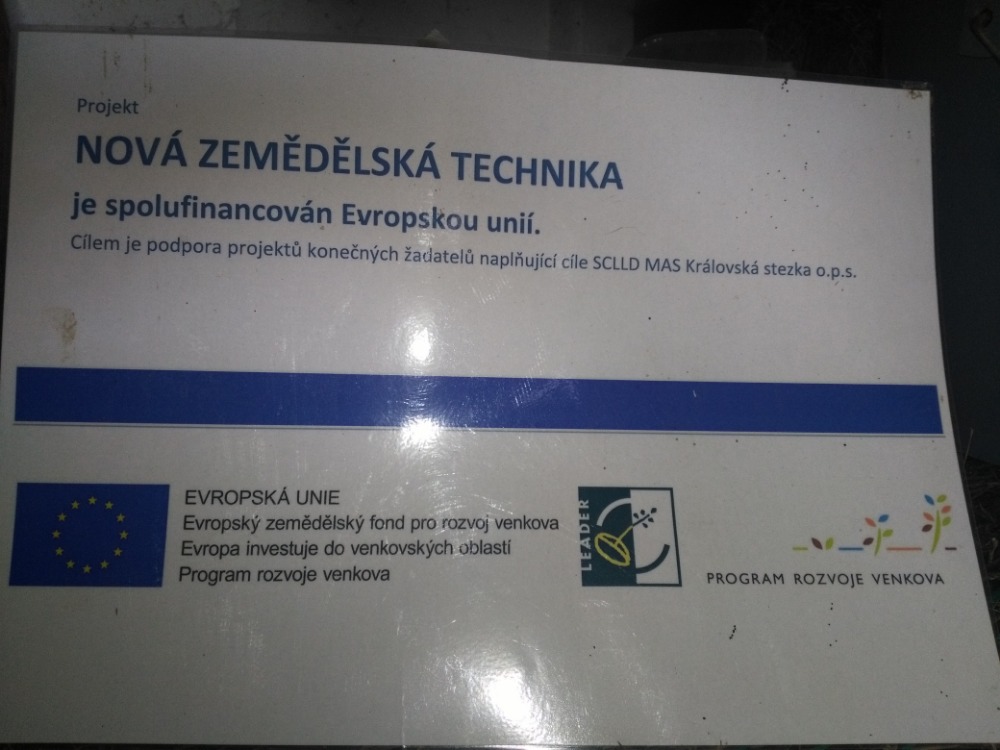 Projekt
NOVÁ ZEMĚDĚLSKÁ TECHNIKA
je spolufinancován Evropskou unií.
Cílem je podpora projektů konečných žadatelů naplňující cíle SCLLD MAS Královská stezka o.p.s.
EVROPSKÁ UNIE
Evropský zemědělský fond pro rozvoj venkova
Evropa investuje do venkovských oblastí
Program rozvoje venkova
LEADER
PROGRAM ROZVOJE VENKOVA